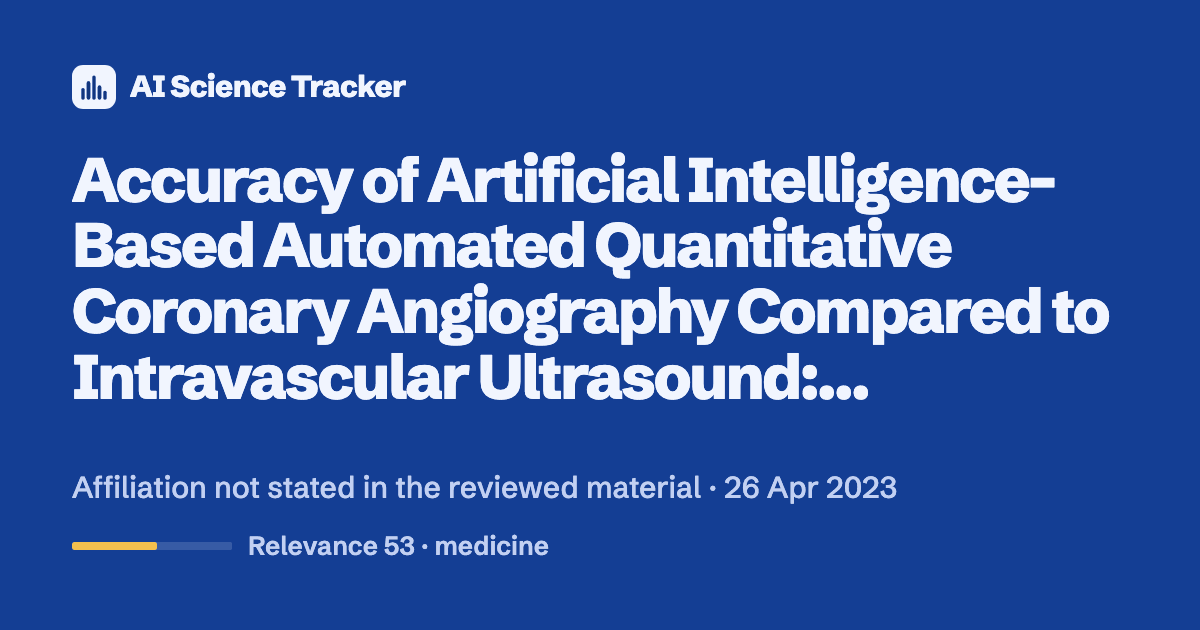 AI Science Tracker
Accuracy of Artificial Intelligence-
Based Automated Quantitative
Coronary Angiography Compared to
Intravascular Ultrasound:...
Affiliation not stated in the reviewed material · 26 Apr 2023
Relevance 53 · medicine